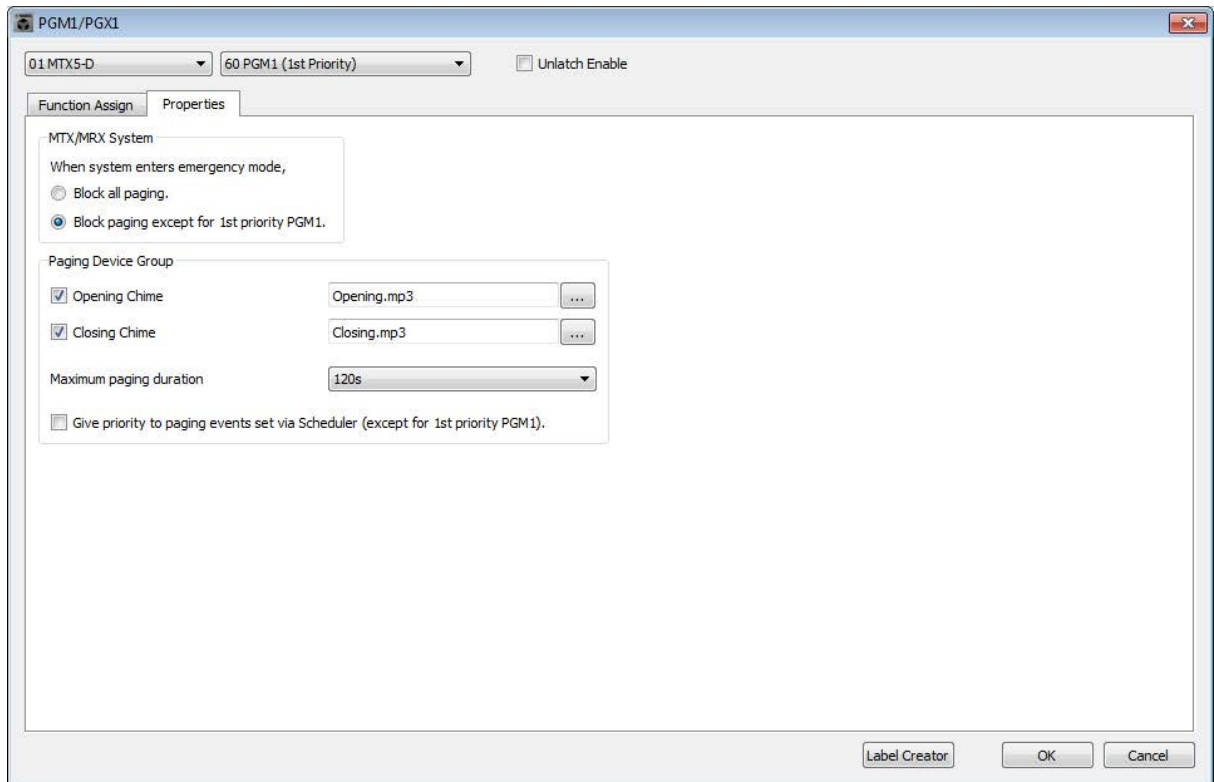 PGM1/PGX1
01 MTX5-D 60 PGM1 (1st Priority) Unlatch Enable
Function Assign Properties
MTX/MRX System
When system enters emergency mode,
Block all paging.
Block paging except for 1st priority PGM1.
Paging Device Group
Opening Chime Opening.mp3 ...
Closing Chime Closing.mp3 ...
Maximum paging duration 120s
Give priority to paging events set via Scheduler (except for 1st priority PGM1).
Label Creator OK Cancel